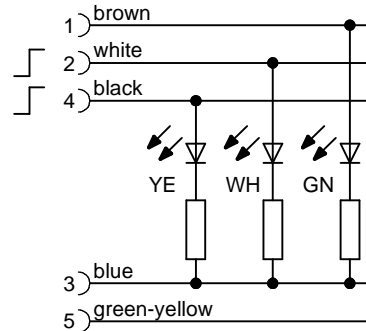 1 brown
2 white
4 black
YE WH GN
3 blue
5 green-yellow